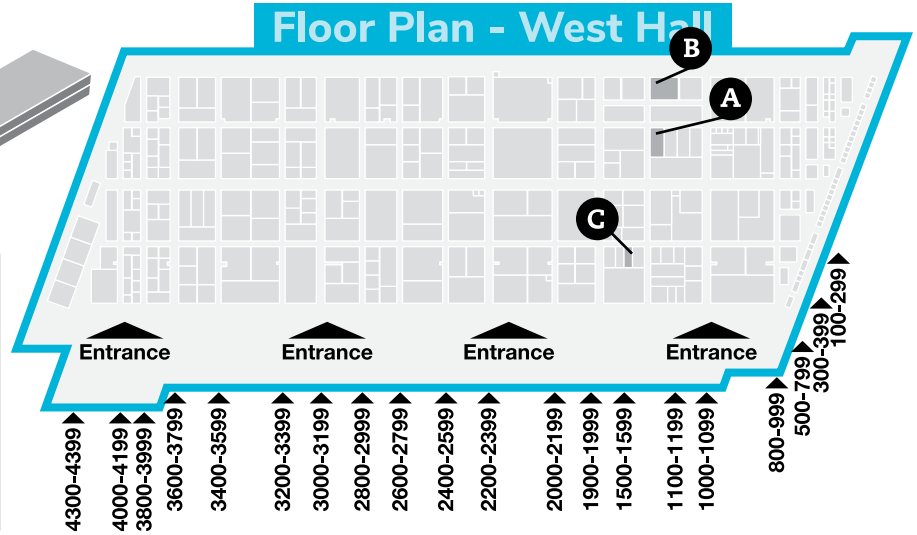 Floor Plan - West Hall
B
A
C
Entrance
Entrance
Entrance
Entrance
4300-4399
4000-4199
3800-3999
3600-3799
3400-3599
3200-3399
3000-3199
2800-2999
2600-2799
2400-2599
2200-2399
2000-2199
1900-1999
1500-1599
1100-1199
1000-1099
800-999
500-799
300-399
100-299